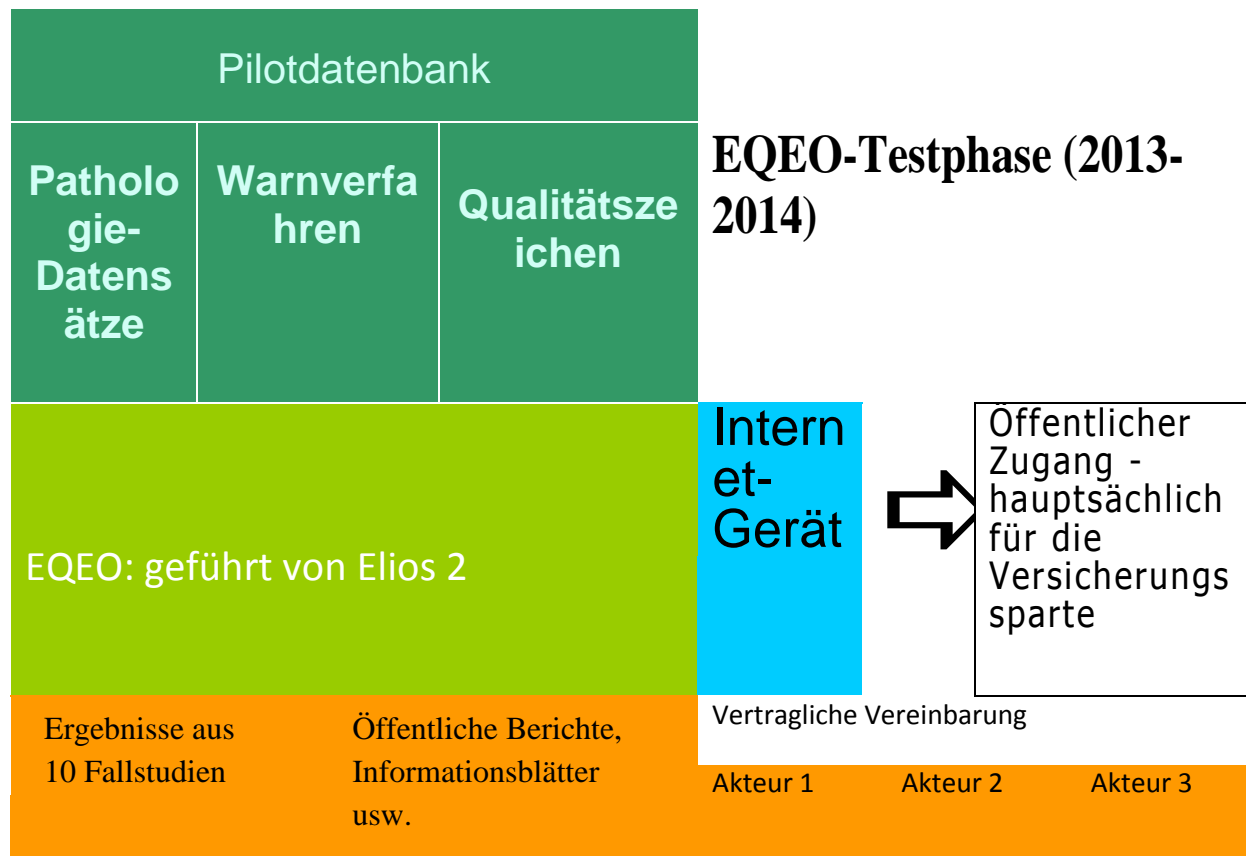 Pilotdatenbank
Patholo
gie-
Datens
ätze
Warnverfa
hren
Qualitätsze
ichen
EQEO-Testphase (2013-
2014)
EQEO: geführt von Elios 2
Intern
et-
Gerät
Öffentlicher
Zugang -
hauptsächlich
für die
Versicherungs
sparte
Ergebnisse aus
10 Fallstudien
Öffentliche Berichte,
Informationsblätter
usw.
Vertragliche Vereinbarung
Akteur 1
Akteur 2
Akteur 3